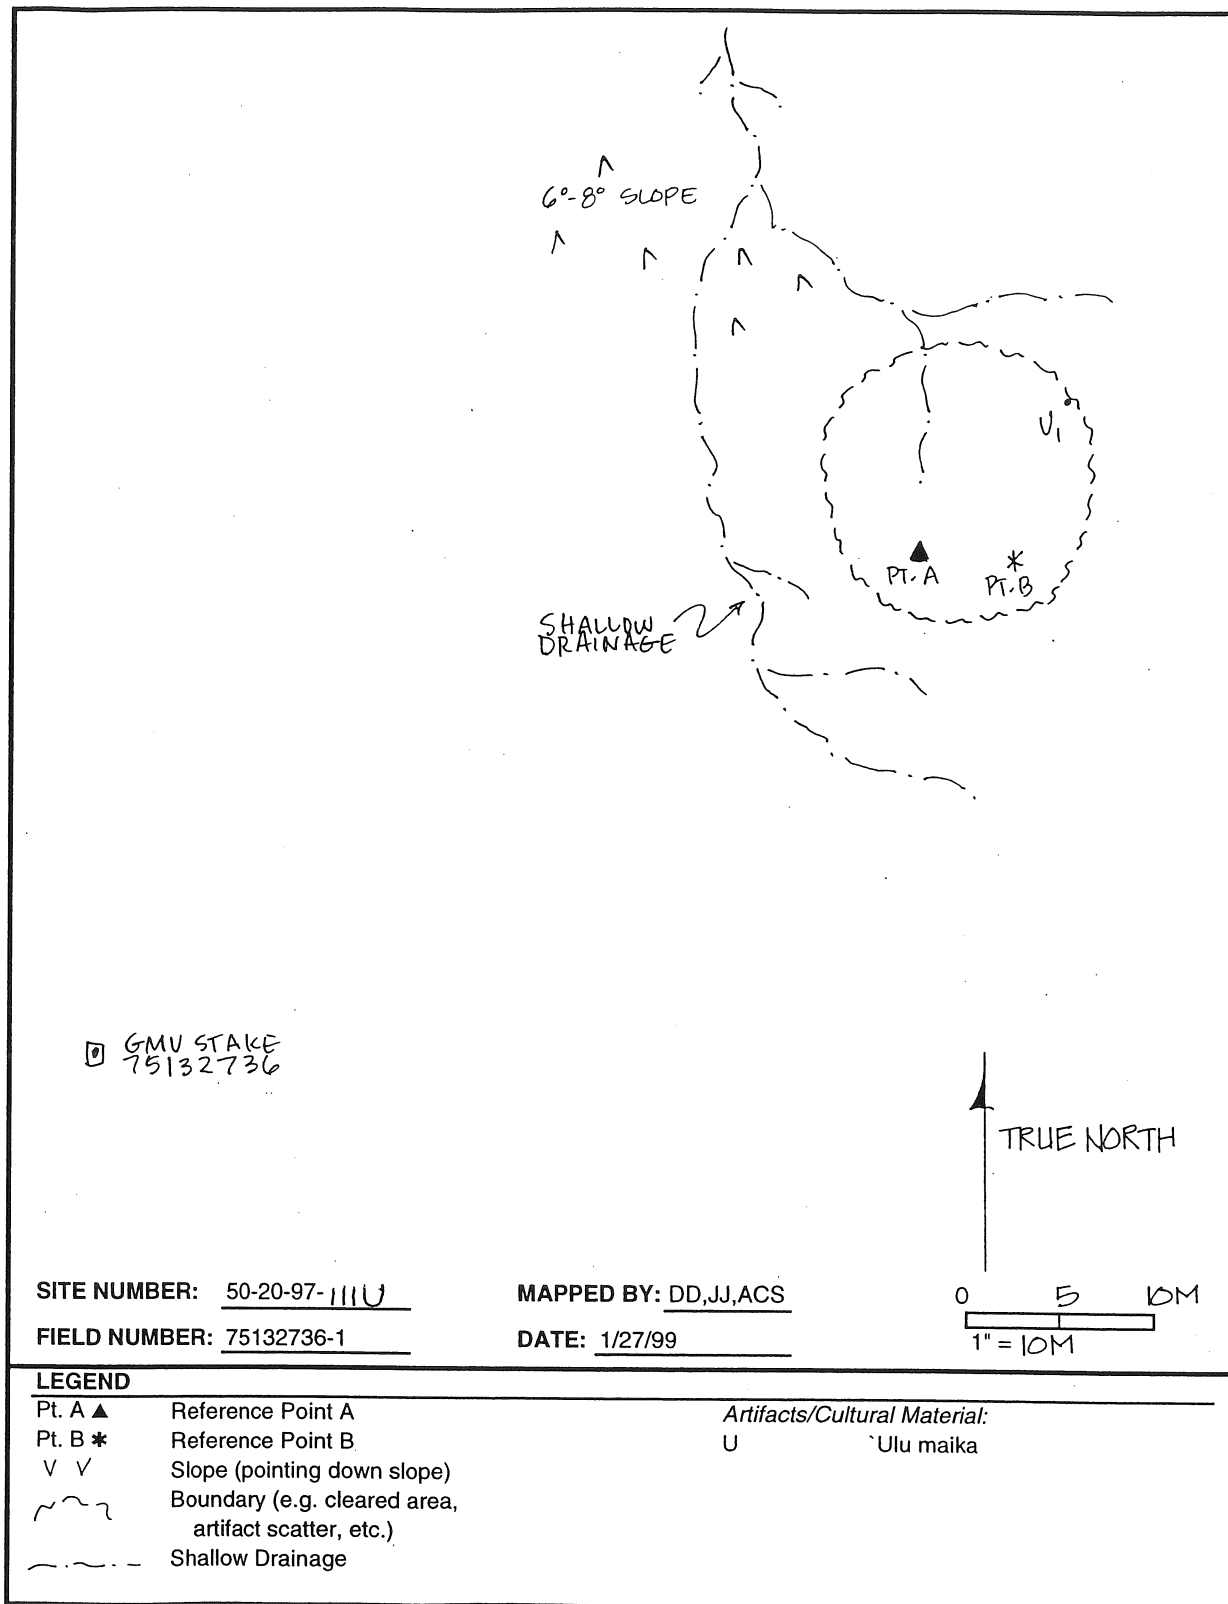 6°-8° SLOPE
U1
PT. A
PT. B
SHALLOW
DRAINAGE
GMV STAKE
75132736
TRUE NORTH
SITE NUMBER: 50-20-97-111U
MAPPED BY: DD,JJ,ACS
0 5 10M
FIELD NUMBER: 75132736-1
DATE: 1/27/99
1" = 10M
LEGEND
Pt. A ▲ Reference Point A
Artifacts/Cultural Material:
Pt. B * Reference Point B
U `Ulu maika
V V Slope (pointing down slope)
Boundary (e.g. cleared area,
artifact scatter, etc.)
Shallow Drainage